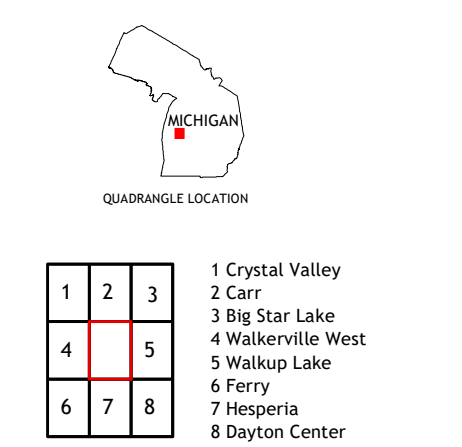 MICHIGAN
QUADRANGLE LOCATION
1 2 3
4 5
6 7 8
1 Crystal Valley
2 Carr
3 Big Star Lake
4 Walkerville West
5 Walkup Lake
6 Ferry
7 Hesperia
8 Dayton Center